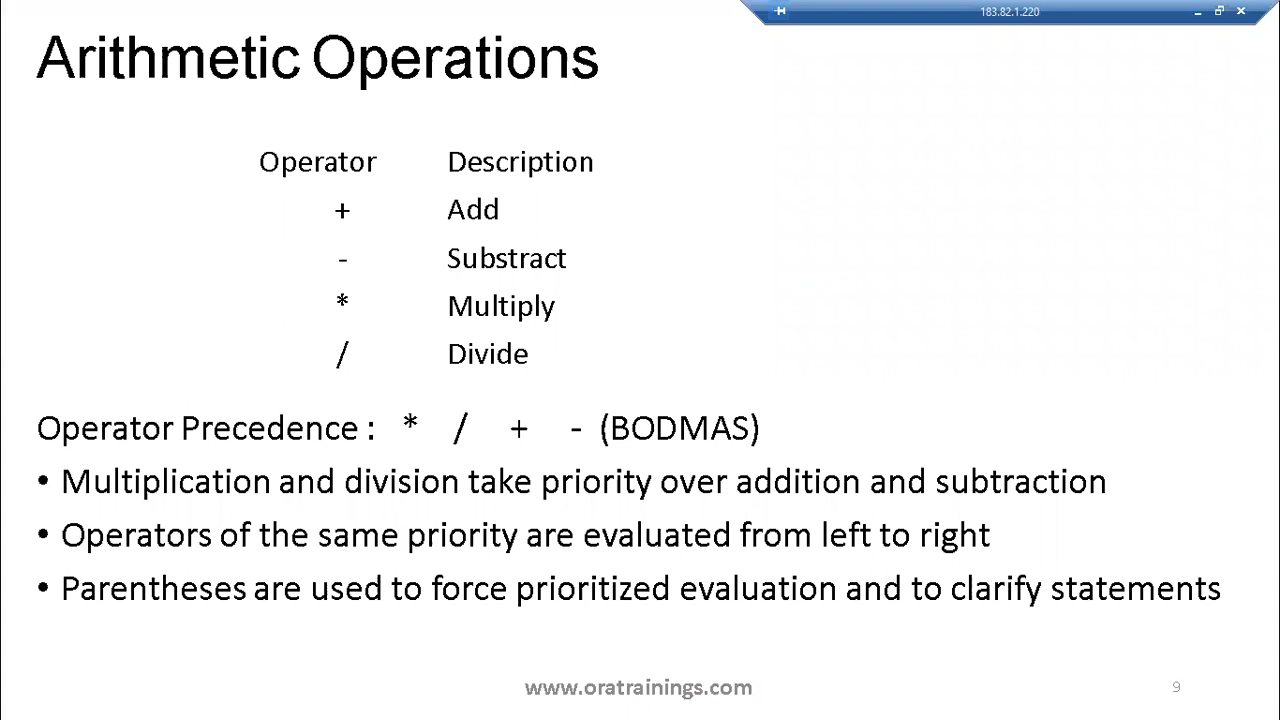 183.82.1.220
Arithmetic Operations
Operator Description
+ Add
- Substract
* Multiply
/ Divide
Operator Precedence : * / + - (BODMAS)
• Multiplication and division take priority over addition and subtraction
• Operators of the same priority are evaluated from left to right
• Parentheses are used to force prioritized evaluation and to clarify statements
www.oratrainings.com
9